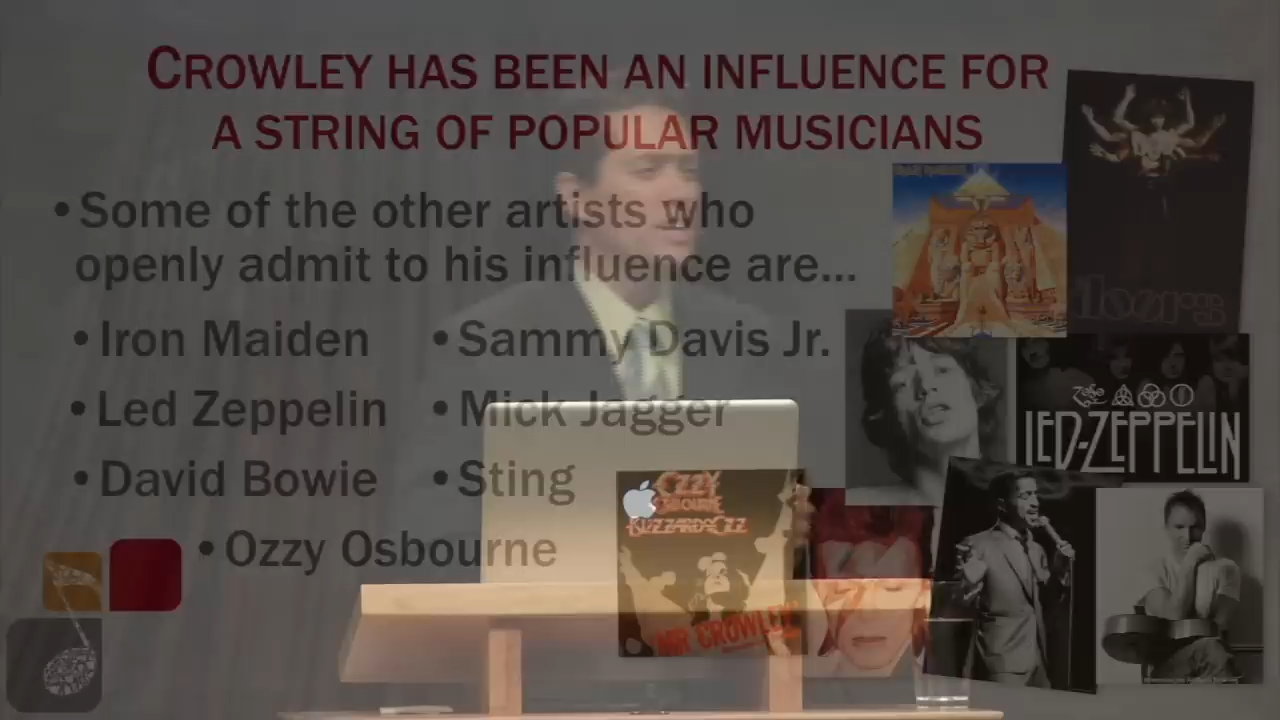 CROWLEY HAS BEEN AN INFLUENCE FOR
A STRING OF POPULAR MUSICIANS
• Some of the other artists who
openly admit to his influence are...
• Iron Maiden
• Sammy Davis Jr.
• Led Zeppelin
• Mick Jagger
• David Bowie
• Sting
• Ozzy Osbourne
doors
LED-ZEPPELIN
OZZY
OSBOURNE
BLIZZARD OF OZZ
MR CROWLEY